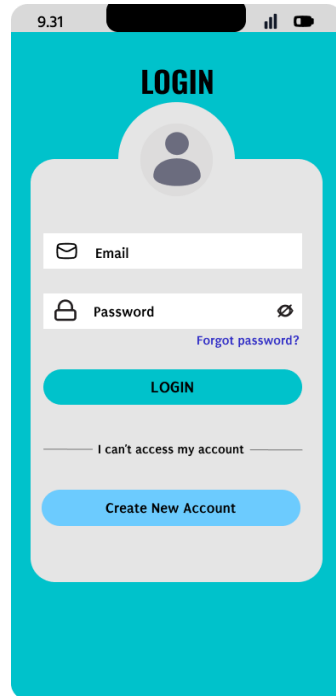 9.31
LOGIN
Email
Password
Forgot password?
LOGIN
I can't access my account
Create New Account